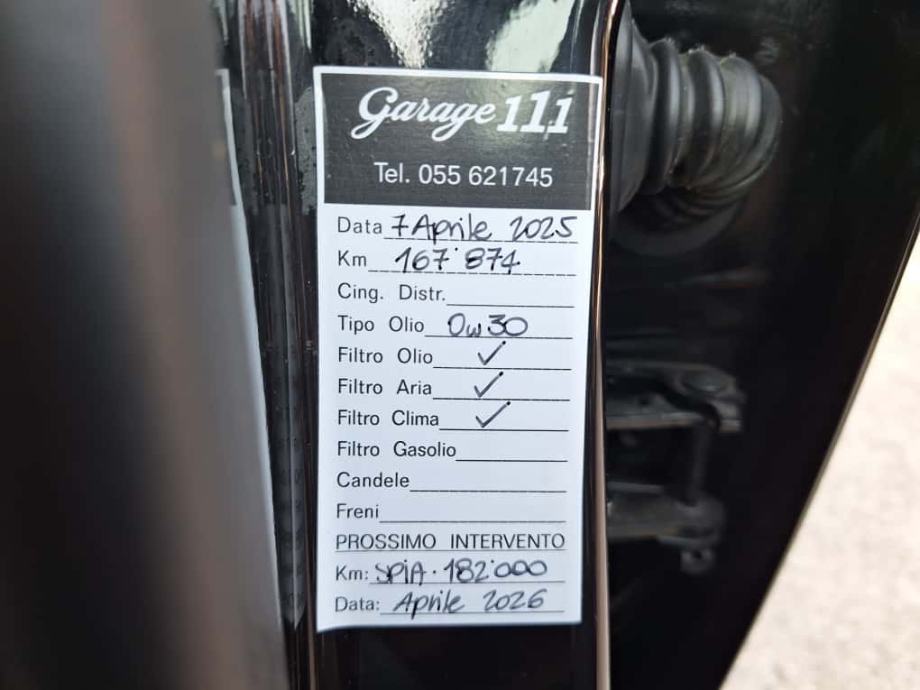 Garage 111
Tel. 055 621745
Data 7 Aprile 2025
Km 167'874
Cing. Distr.
Tipo Olio 0w30
Filtro Olio ✓
Filtro Aria ✓
Filtro Clima ✓
Filtro Gasolio
Candele
Freni
PROSSIMO INTERVENTO
Km: SPIA · 182'000
Data: Aprile 2026